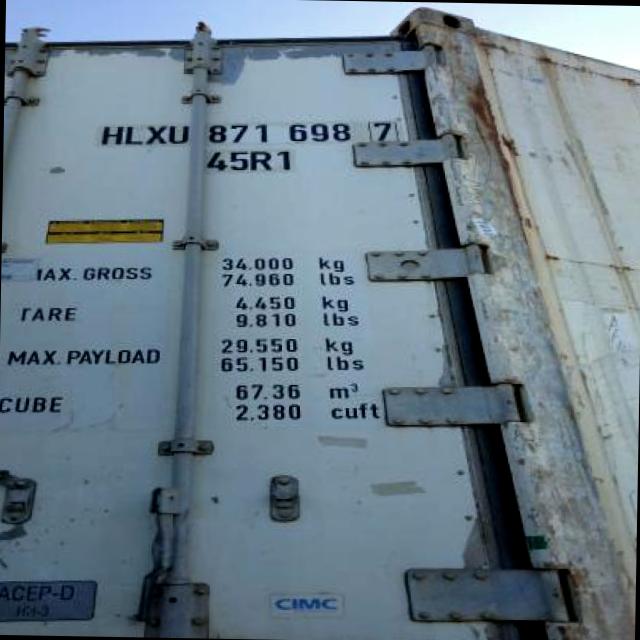 HLXU 871 698 7
45R1
MAX. GROSS 34.000 kg
74.960 lbs
TARE 4.450 kg
9.810 lbs
MAX. PAYLOAD 29.550 kg
65.150 lbs
CUBE 67.36 m³
2.380 cuft
ACEP-D
CIMC